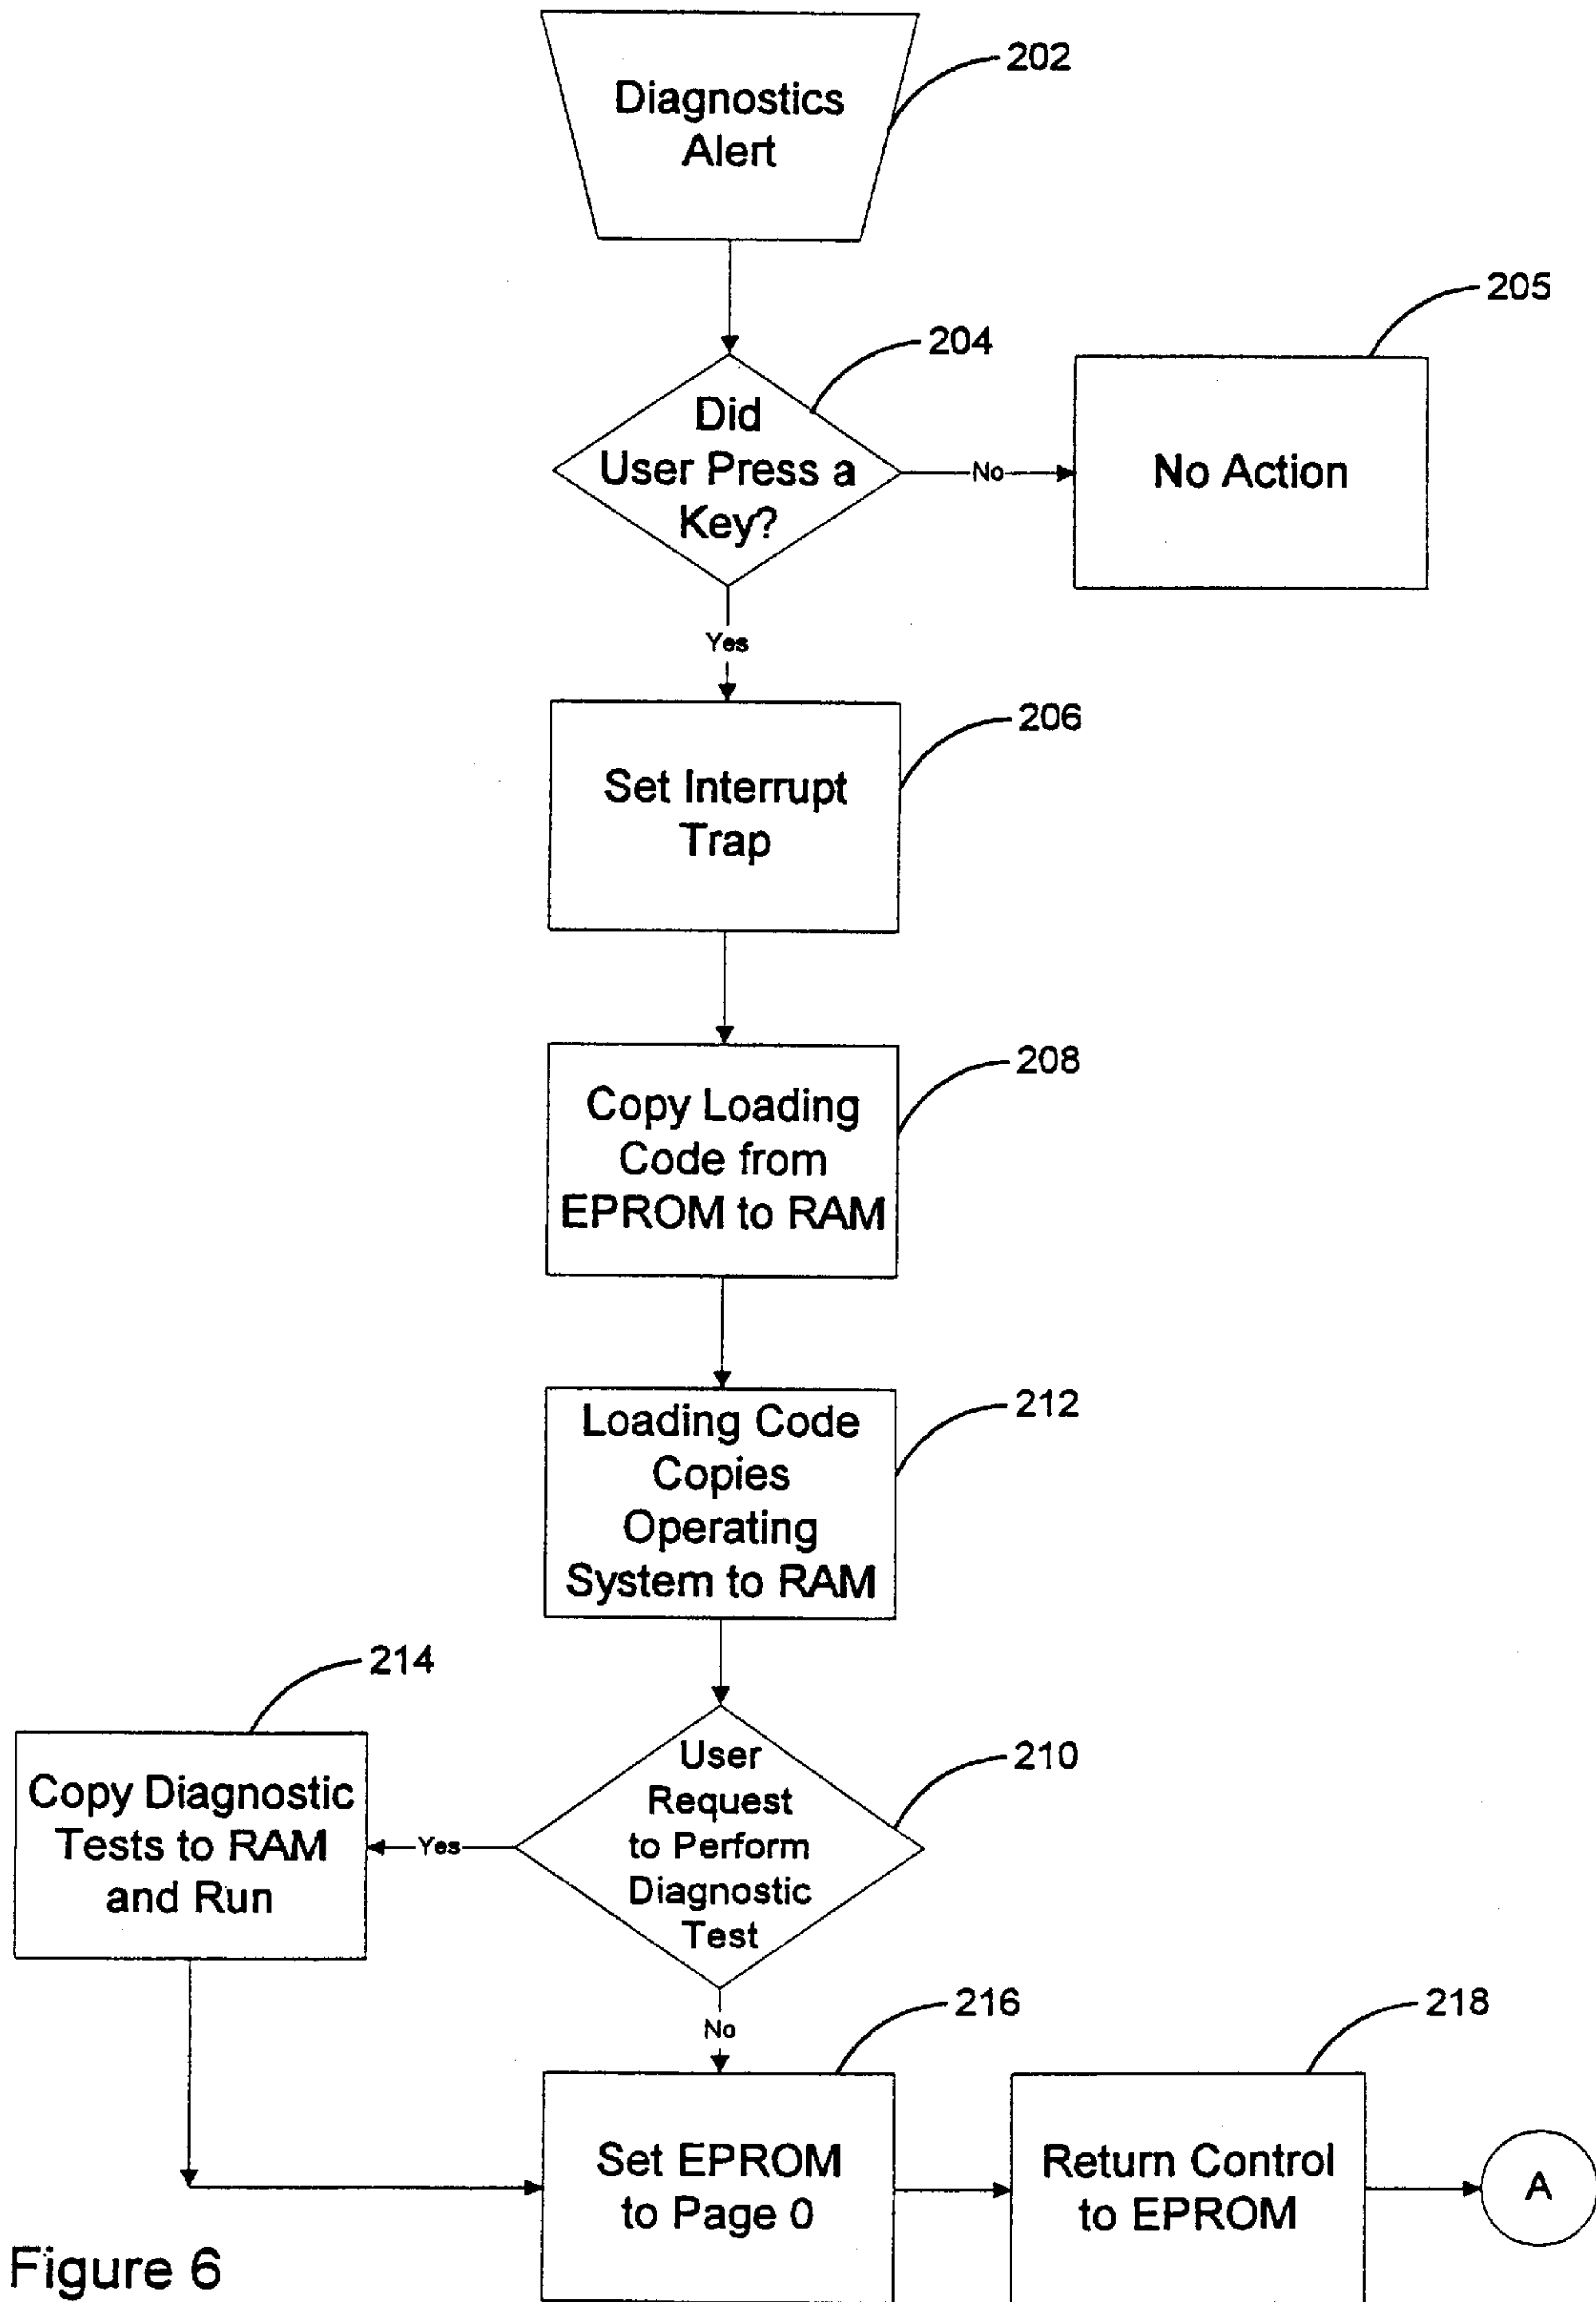 202
Diagnostics
Alert
205
204
Did
User Press a
Key?
No
No Action
Yes
206
Set Interrupt
Trap
208
Copy Loading
Code from
EPROM to RAM
212
Loading Code
Copies
Operating
System to RAM
214
210
User
Request
to Perform
Diagnostic
Test
Copy Diagnostic
Tests to RAM
and Run
Yes
No
216
218
Set EPROM
to Page 0
Return Control
to EPROM
A
Figure 6